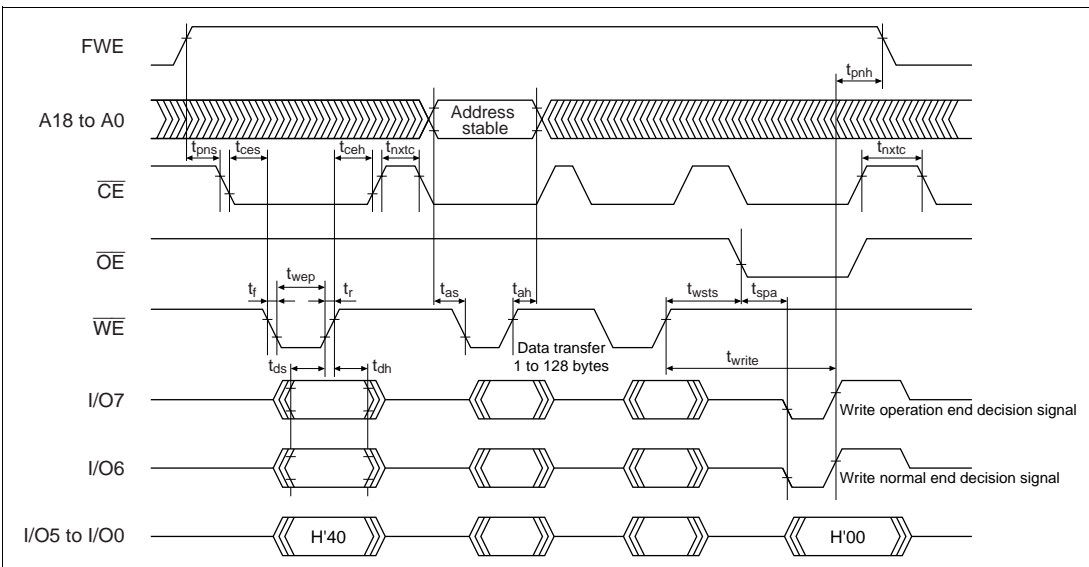 FWE
tpnh
A18 to A0
Address
stable
tpns
tces
tceh
tnxtc
tnxtc
CE
OE
twep
tf
tr
tas
tah
twsts
tspa
WE
Data transfer
1 to 128 bytes
twrite
tds
tdh
I/O7
Write operation end decision signal
I/O6
Write normal end decision signal
I/O5 to I/O0
H'40
H'00